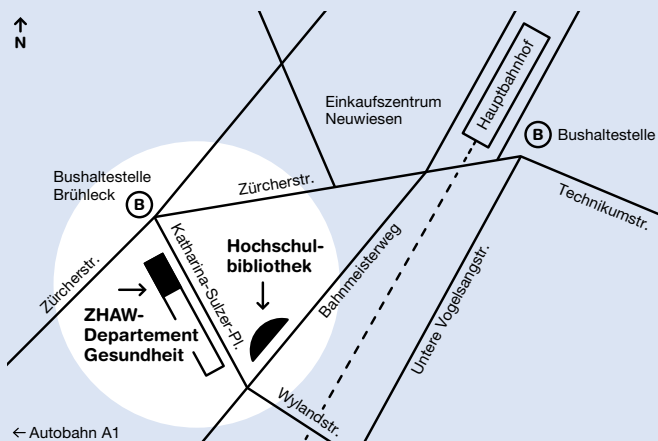 N
Hauptbahnhof
Einkaufszentrum
Neuwiesen
B
Bushaltestelle
Bushaltestelle
Brühleck
B
Zürcherstr.
Technikumstr.
Zürcherstr.
Katharina-Sulzer-Pl.
Hochschul-
bibliothek
Bahnmeisterweg
Untere Vogelsangstr.
ZHAW-
Departement
Gesundheit
Wylandstr.
← Autobahn A1